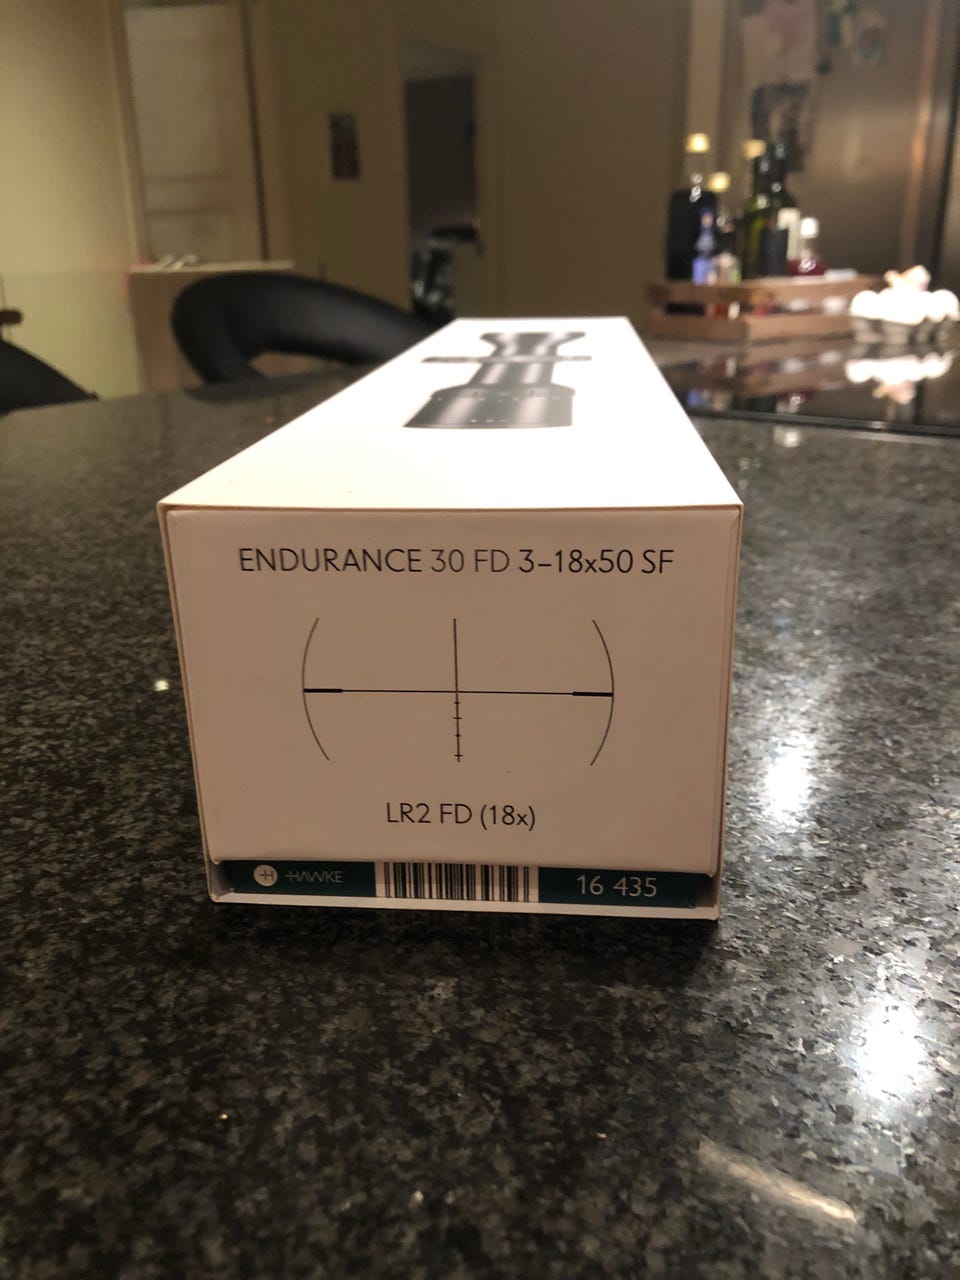 ENDURANCE 30 FD 3-18x50 SF
LR2 FD (18x)
HAWKE
16 435